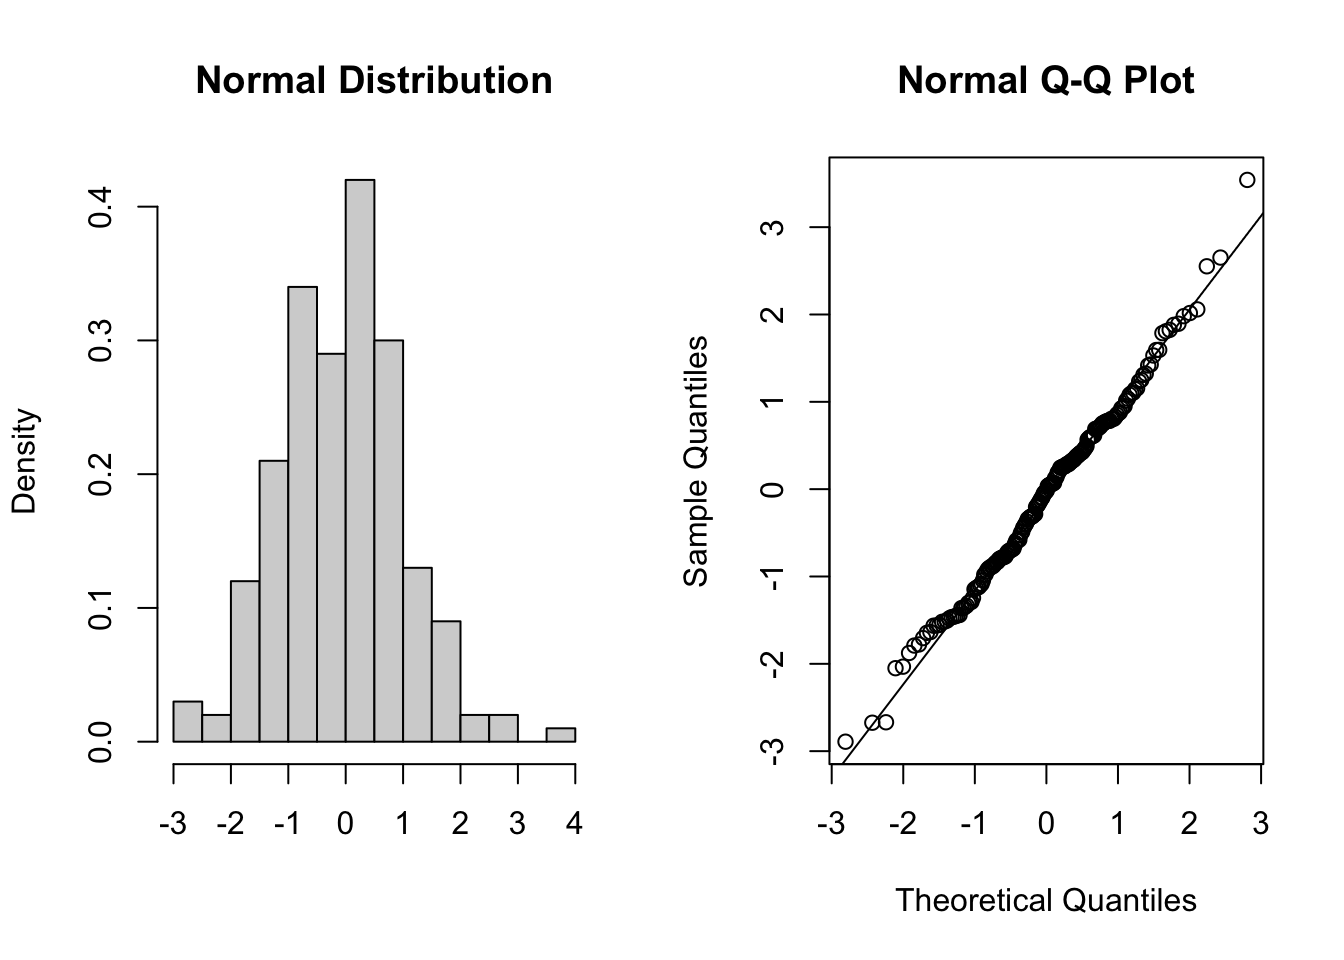 Normal Distribution
Density
0.0 0.1 0.2 0.3 0.4
-3 -2 -1 0 1 2 3 4
Normal Q-Q Plot
Sample Quantiles
-3 -2 -1 0 1 2 3
-3 -2 -1 0 1 2 3
Theoretical Quantiles